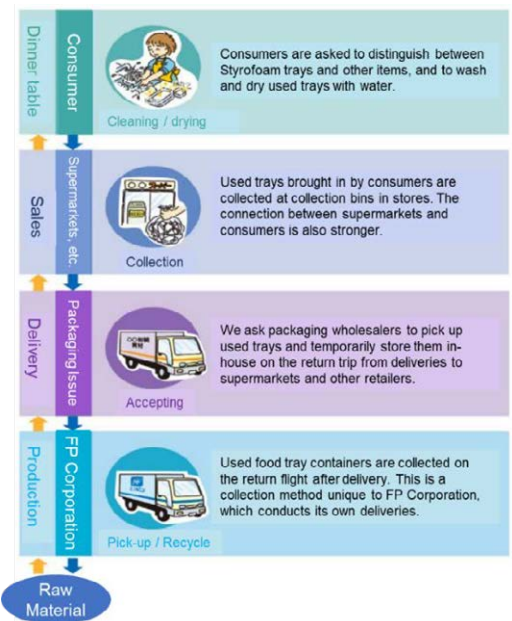 Dinner table
Consumer
Cleaning / drying
Consumers are asked to distinguish between
Styrofoam trays and other items, and to wash
and dry used trays with water.
Sales
Supermarkets, etc
Collection
Used trays brought in by consumers are
collected at collection bins in stores. The
connection between supermarkets and
consumers is also stronger.
Delivery
Packaging Issue
Accepting
We ask packaging wholesalers to pick up
used trays and temporarily store them in-
house on the return trip from deliveries to
supermarkets and other retailers.
Production
FP Corporation
Pick-up / Recycle
Used food tray containers are collected on
the return flight after delivery. This is a
collection method unique to FP Corporation,
which conducts its own deliveries.
Raw
Material